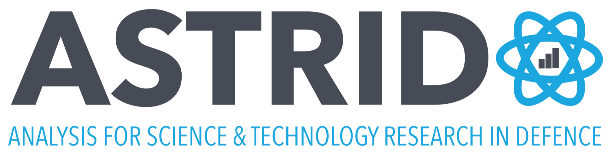 ASTRID
ANALYSIS FOR SCIENCE & TECHNOLOGY RESEARCH IN DEFENCE